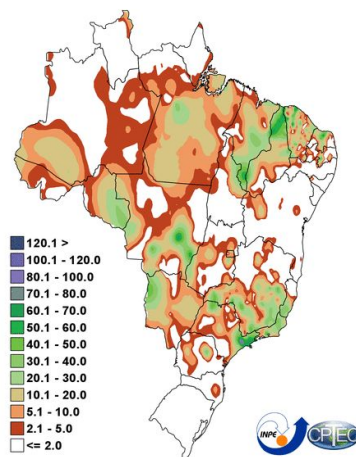 120.1 >
100.1 - 120.0
80.1 - 100.0
70.1 - 80.0
60.1 - 70.0
50.1 - 60.0
40.1 - 50.0
30.1 - 40.0
20.1 - 30.0
10.1 - 20.0
5.1 - 10.0
2.1 - 5.0
<= 2.0
INPE
CPTEC